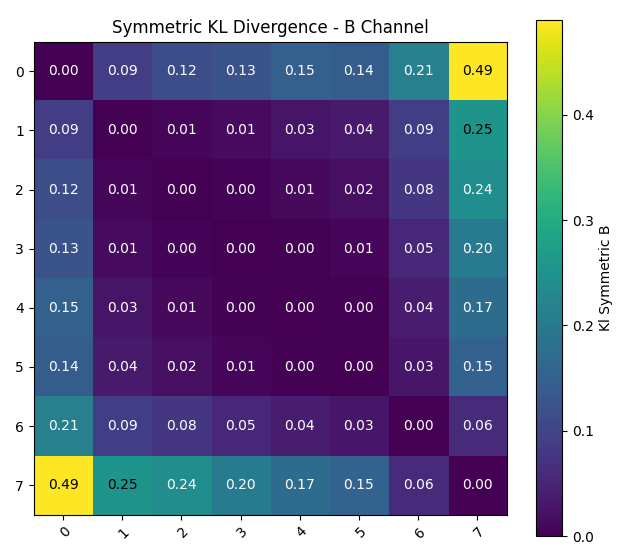 Symmetric KL Divergence - B Channel
0 0.00 0.09 0.12 0.13 0.15 0.14 0.21 0.49
1 0.09 0.00 0.01 0.01 0.03 0.04 0.09 0.25
2 0.12 0.01 0.00 0.00 0.01 0.02 0.08 0.24
3 0.13 0.01 0.00 0.00 0.00 0.01 0.05 0.20
4 0.15 0.03 0.01 0.00 0.00 0.00 0.04 0.17
5 0.14 0.04 0.02 0.01 0.00 0.00 0.03 0.15
6 0.21 0.09 0.08 0.05 0.04 0.03 0.00 0.06
7 0.49 0.25 0.24 0.20 0.17 0.15 0.06 0.00
0 1 2 3 4 5 6 7
0.4
0.3
0.2
0.1
0.0
Kl Symmetric B